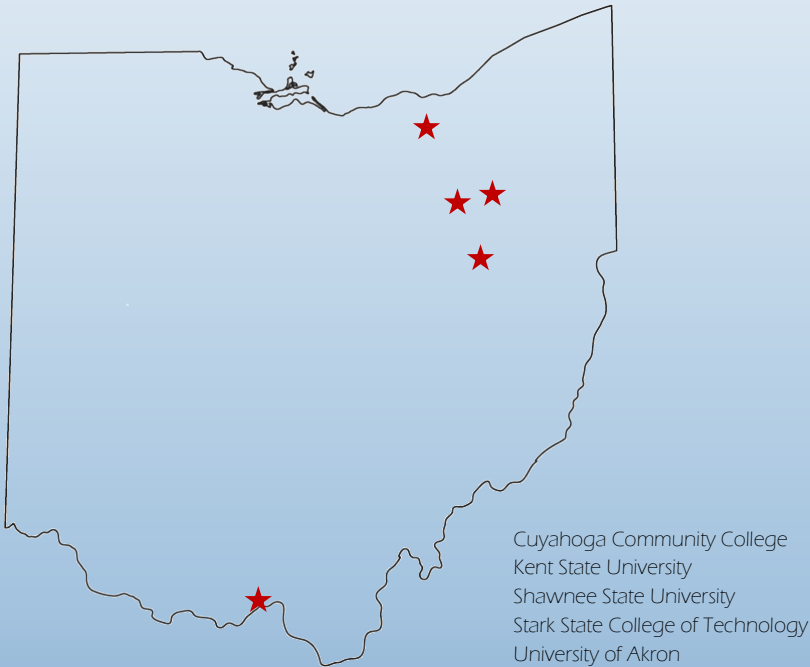 Cuyahoga Community College
Kent State University
Shawnee State University
Stark State College of Technology
University of Akron